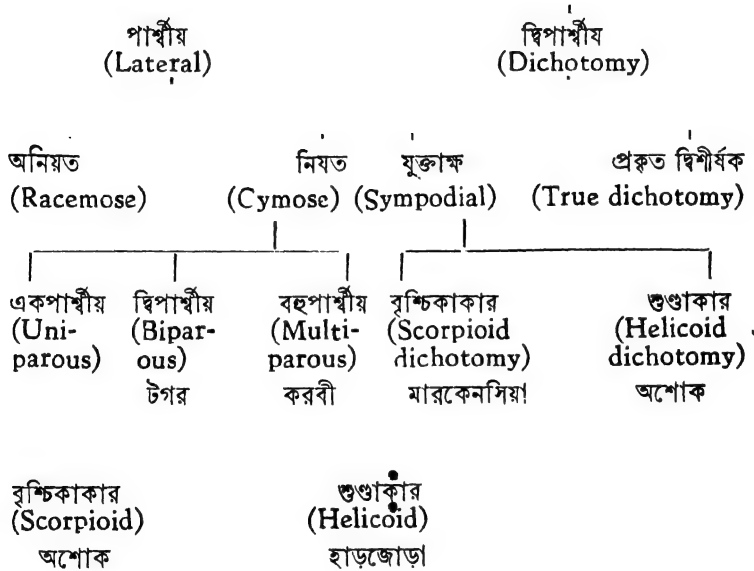 পার্শ্বীয় দ্বিপার্শ্বীয
(Lateral) (Dichotomy)
অনিয়ত নিযত যুক্তাক্ষ প্রকৃত দ্বিশীর্ষক
(Racemose) (Cymose) (Sympodial) (True dichotomy)
একপার্শ্বীয় দ্বিপার্শ্বীয় বহুপার্শ্বীয় বৃশ্চিকাকার শুণ্ডাকার
(Uni- (Bipar- (Multi- (Scorpioid (Helicoid
parous) ous) parous) dichotomy) dichotomy)
টগর করবী মারকেনসিয়া অশোক
বৃশ্চিকাকার শুণ্ডাকার
(Scorpioid) (Helicoid)
অশোক হাড়জোড়া